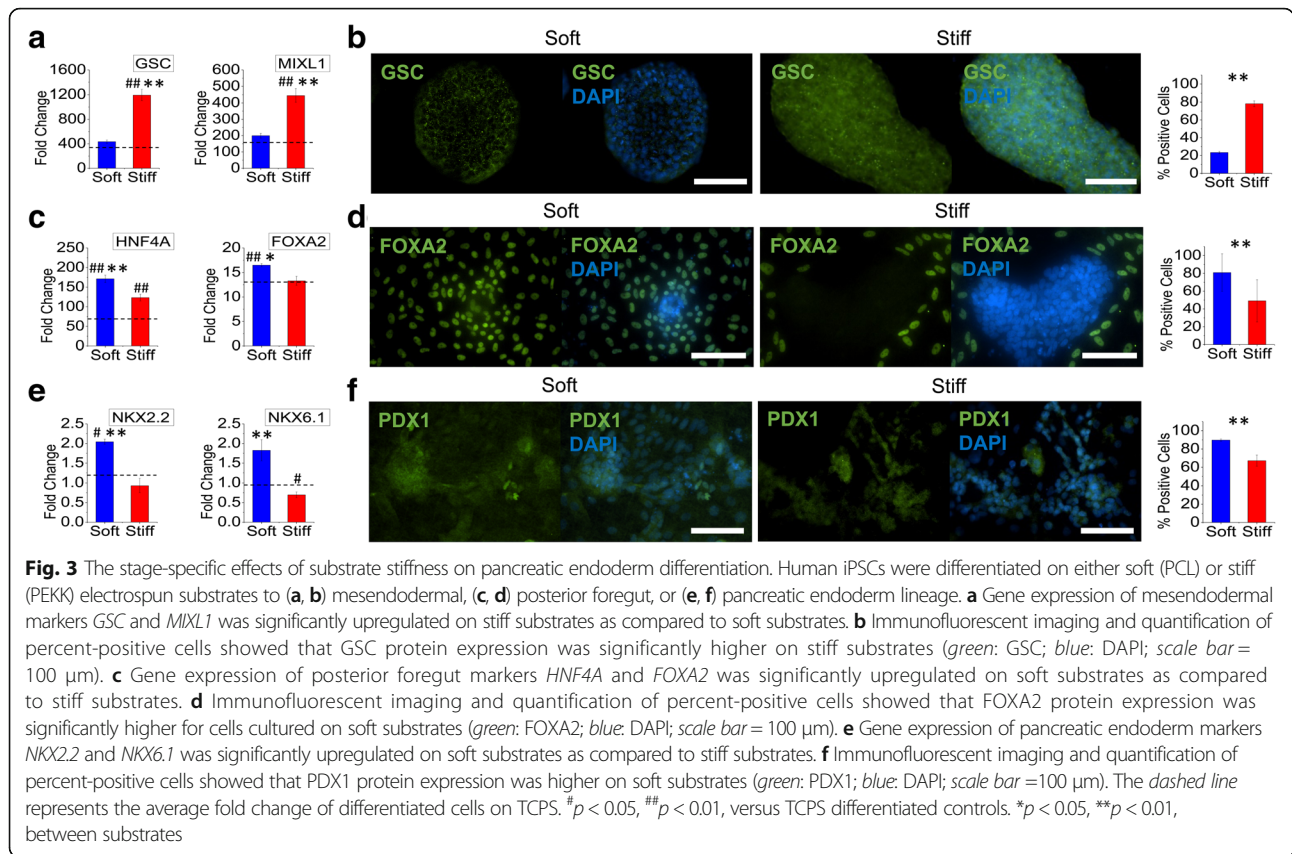 a
GSC
MIXL1
Fold Change
1600
1200
800
400
0
## **
Soft Stiff
Fold Change
600
500
400
300
200
100
0
## **
Soft Stiff
b
Soft
Stiff
GSC
GSC
DAPI
GSC
GSC
DAPI
% Positive Cells
100
80
60
40
20
0
**
Soft
Stiff
c
HNF4A
FOXA2
Fold Change
250
200
150
100
50
0
## **
##
Soft Stiff
Fold Change
20
15
10
5
0
## *
Soft Stiff
d
Soft
Stiff
FOXA2
FOXA2
DAPI
FOXA2
FOXA2
DAPI
% Positive Cells
100
80
60
40
20
0
**
Soft
Stiff
e
NKX2.2
NKX6.1
Fold Change
2.5
2.0
1.5
1.0
0.5
0.0
# **
Soft Stiff
Fold Change
2.5
2.0
1.5
1.0
0.5
0.0
**
#
Soft Stiff
f
Soft
Stiff
PDX1
PDX1
DAPI
PDX1
PDX1
DAPI
% Positive Cells
100
80
60
40
20
0
**
Soft
Stiff
Fig. 3 The stage-specific effects of substrate stiffness on pancreatic endoderm differentiation. Human iPSCs were differentiated on either soft (PCL) or stiff
(PEKK) electrospun substrates to (a, b) mesendodermal, (c, d) posterior foregut, or (e, f) pancreatic endoderm lineage. a Gene expression of mesendodermal
markers GSC and MIXL1 was significantly upregulated on stiff substrates as compared to soft substrates. b Immunofluorescent imaging and quantification of
percent-positive cells showed that GSC protein expression was significantly higher on stiff substrates (green: GSC; blue: DAPI; scale bar =
100 μm). c Gene expression of posterior foregut markers HNF4A and FOXA2 was significantly upregulated on soft substrates as compared
to stiff substrates. d Immunofluorescent imaging and quantification of percent-positive cells showed that FOXA2 protein expression was
significantly higher for cells cultured on soft substrates (green: FOXA2; blue: DAPI; scale bar = 100 μm). e Gene expression of pancreatic endoderm markers
NKX2.2 and NKX6.1 was significantly upregulated on soft substrates as compared to stiff substrates. f Immunofluorescent imaging and quantification of
percent-positive cells showed that PDX1 protein expression was higher on soft substrates (green: PDX1; blue: DAPI; scale bar =100 μm). The dashed line
represents the average fold change of differentiated cells on TCPS. #p < 0.05, ##p < 0.01, versus TCPS differentiated controls. *p < 0.05, **p < 0.01,
between substrates